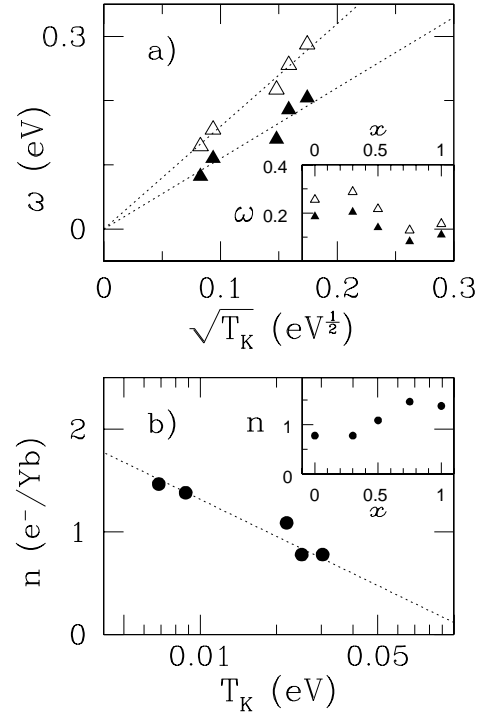 0.3
a)
ω (eV)
0
x
0 0.5 1
0.4
ω 0.2
0 0.1 0.2 0.3
√T_K (eV^{1/2})
b)
n
1
0
0 0.5 1
x
2
n (e⁻/Yb)
1
0
0.01 0.05
T_K (eV)